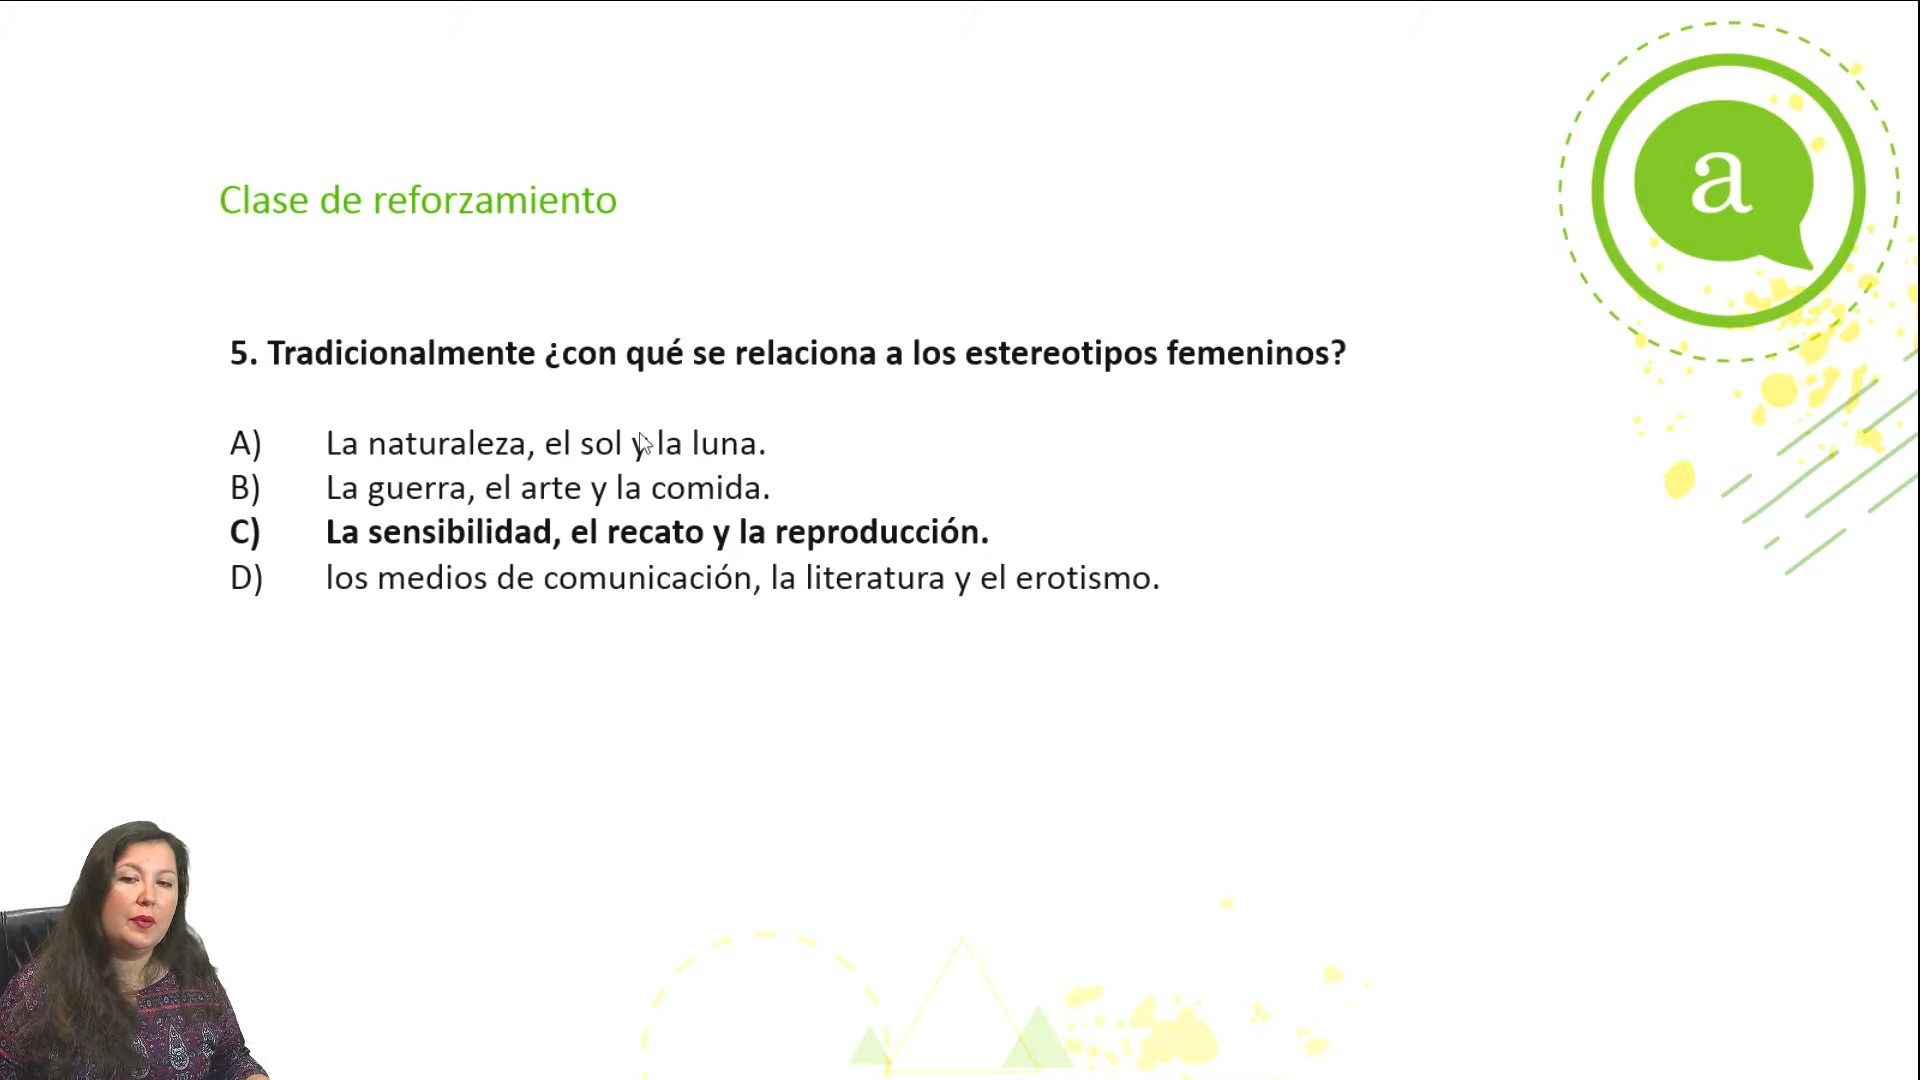 a
Clase de reforzamiento
5. Tradicionalmente ¿con qué se relaciona a los estereotipos femeninos?
A) La naturaleza, el sol y la luna.
B) La guerra, el arte y la comida.
C) La sensibilidad, el recato y la reproducción.
D) los medios de comunicación, la literatura y el erotismo.